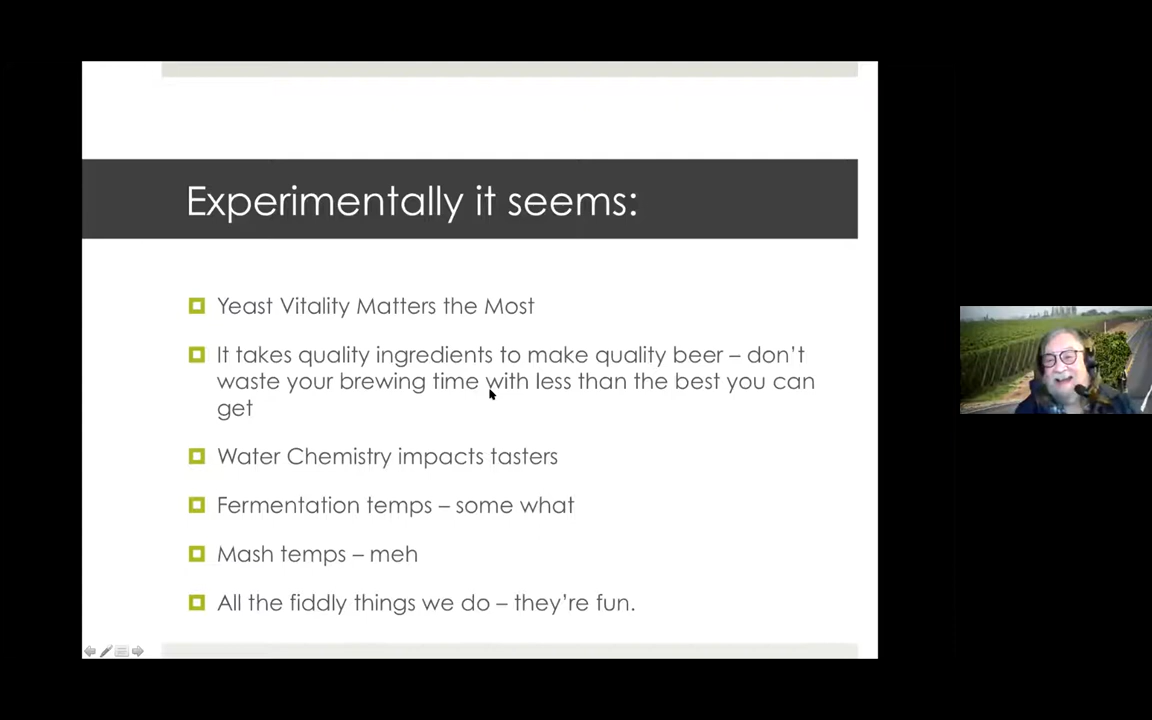 Experimentally it seems:
Yeast Vitality Matters the Most
It takes quality ingredients to make quality beer – don't
waste your brewing time with less than the best you can
get
Water Chemistry impacts tasters
Fermentation temps – some what
Mash temps – meh
All the fiddly things we do – they're fun.